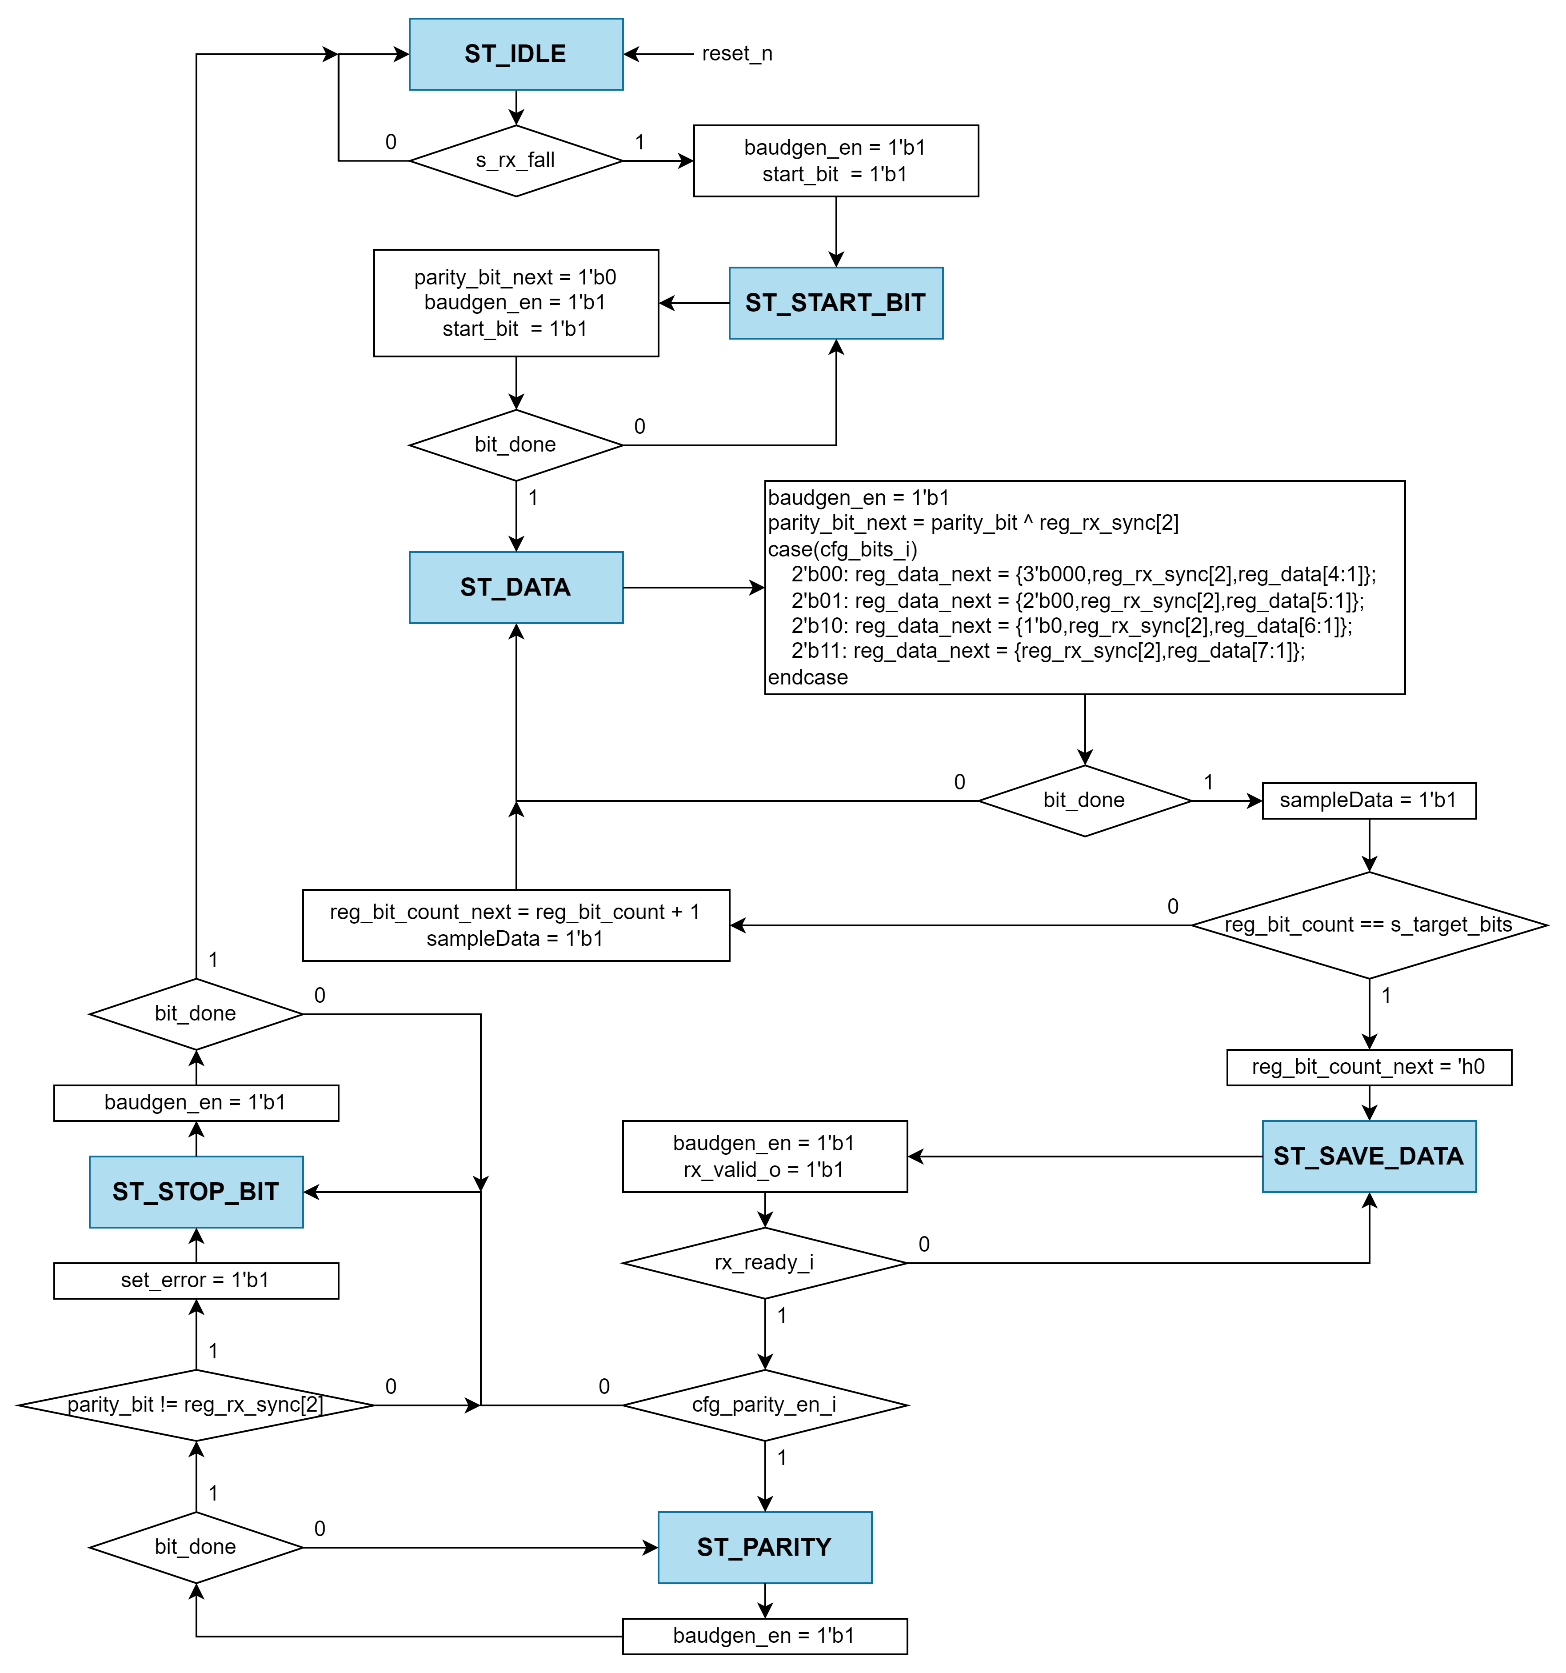 ST_IDLE
reset_n
s_rx_fall
0
1
baudgen_en = 1'b1
start_bit  = 1'b1
ST_START_BIT
parity_bit_next = 1'b0
baudgen_en = 1'b1
start_bit  = 1'b1
bit_done
0
1
ST_DATA
baudgen_en = 1'b1
parity_bit_next = parity_bit ^ reg_rx_sync[2]
case(cfg_bits_i)
2'b00: reg_data_next = {3'b000,reg_rx_sync[2],reg_data[4:1]};
2'b01: reg_data_next = {2'b00,reg_rx_sync[2],reg_data[5:1]};
2'b10: reg_data_next = {1'b0,reg_rx_sync[2],reg_data[6:1]};
2'b11: reg_data_next = {reg_rx_sync[2],reg_data[7:1]};
endcase
bit_done
0
1
sampleData = 1'b1
reg_bit_count == s_target_bits
0
1
reg_bit_count_next = reg_bit_count + 1
sampleData = 1'b1
reg_bit_count_next = 'h0
ST_SAVE_DATA
baudgen_en = 1'b1
rx_valid_o = 1'b1
rx_ready_i
0
1
cfg_parity_en_i
0
1
ST_PARITY
baudgen_en = 1'b1
bit_done
0
1
parity_bit != reg_rx_sync[2]
0
1
set_error = 1'b1
ST_STOP_BIT
baudgen_en = 1'b1
bit_done
0
1